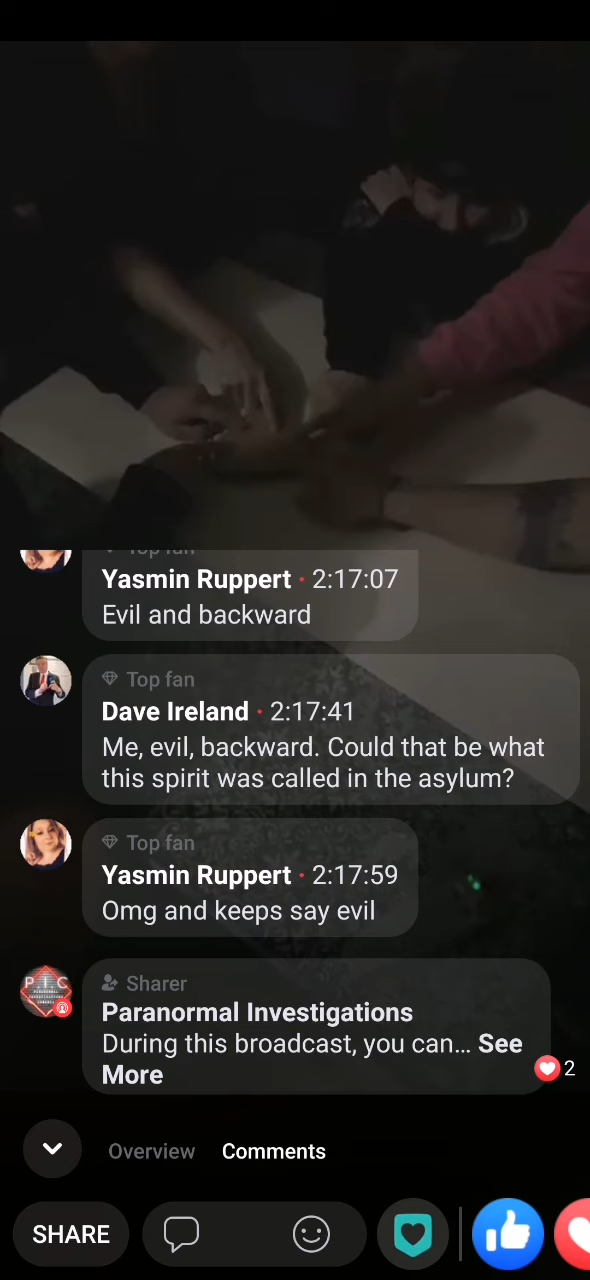 Top fan
Yasmin Ruppert · 2:17:07
Evil and backward
Top fan
Dave Ireland · 2:17:41
Me, evil, backward. Could that be what
this spirit was called in the asylum?
Top fan
Yasmin Ruppert · 2:17:59
Omg and keeps say evil
P I C
Sharer
Paranormal Investigations
During this broadcast, you can... See
More
2
Overview Comments
SHARE